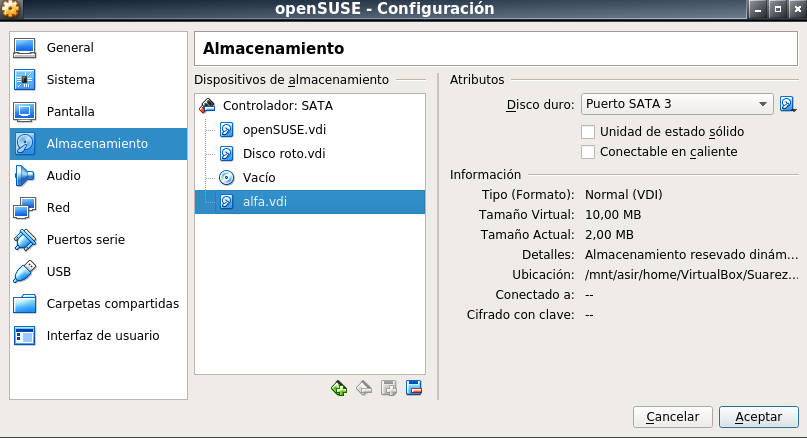 openSUSE - Configuración
General
Sistema
Pantalla
Almacenamiento
Audio
Red
Puertos serie
USB
Carpetas compartidas
Interfaz de usuario
Almacenamiento
Dispositivos de almacenamiento
Controlador: SATA
openSUSE.vdi
Disco roto.vdi
Vacío
alfa.vdi
Atributos
Disco duro: Puerto SATA 3
Unidad de estado sólido
Conectable en caliente
Información
Tipo (Formato): Normal (VDI)
Tamaño Virtual: 10,00 MB
Tamaño Actual: 2,00 MB
Detalles: Almacenamiento resevado dinám...
Ubicación: /mnt/asir/home/VirtualBox/Suarez...
Conectado a: --
Cifrado con clave: --
Cancelar Aceptar